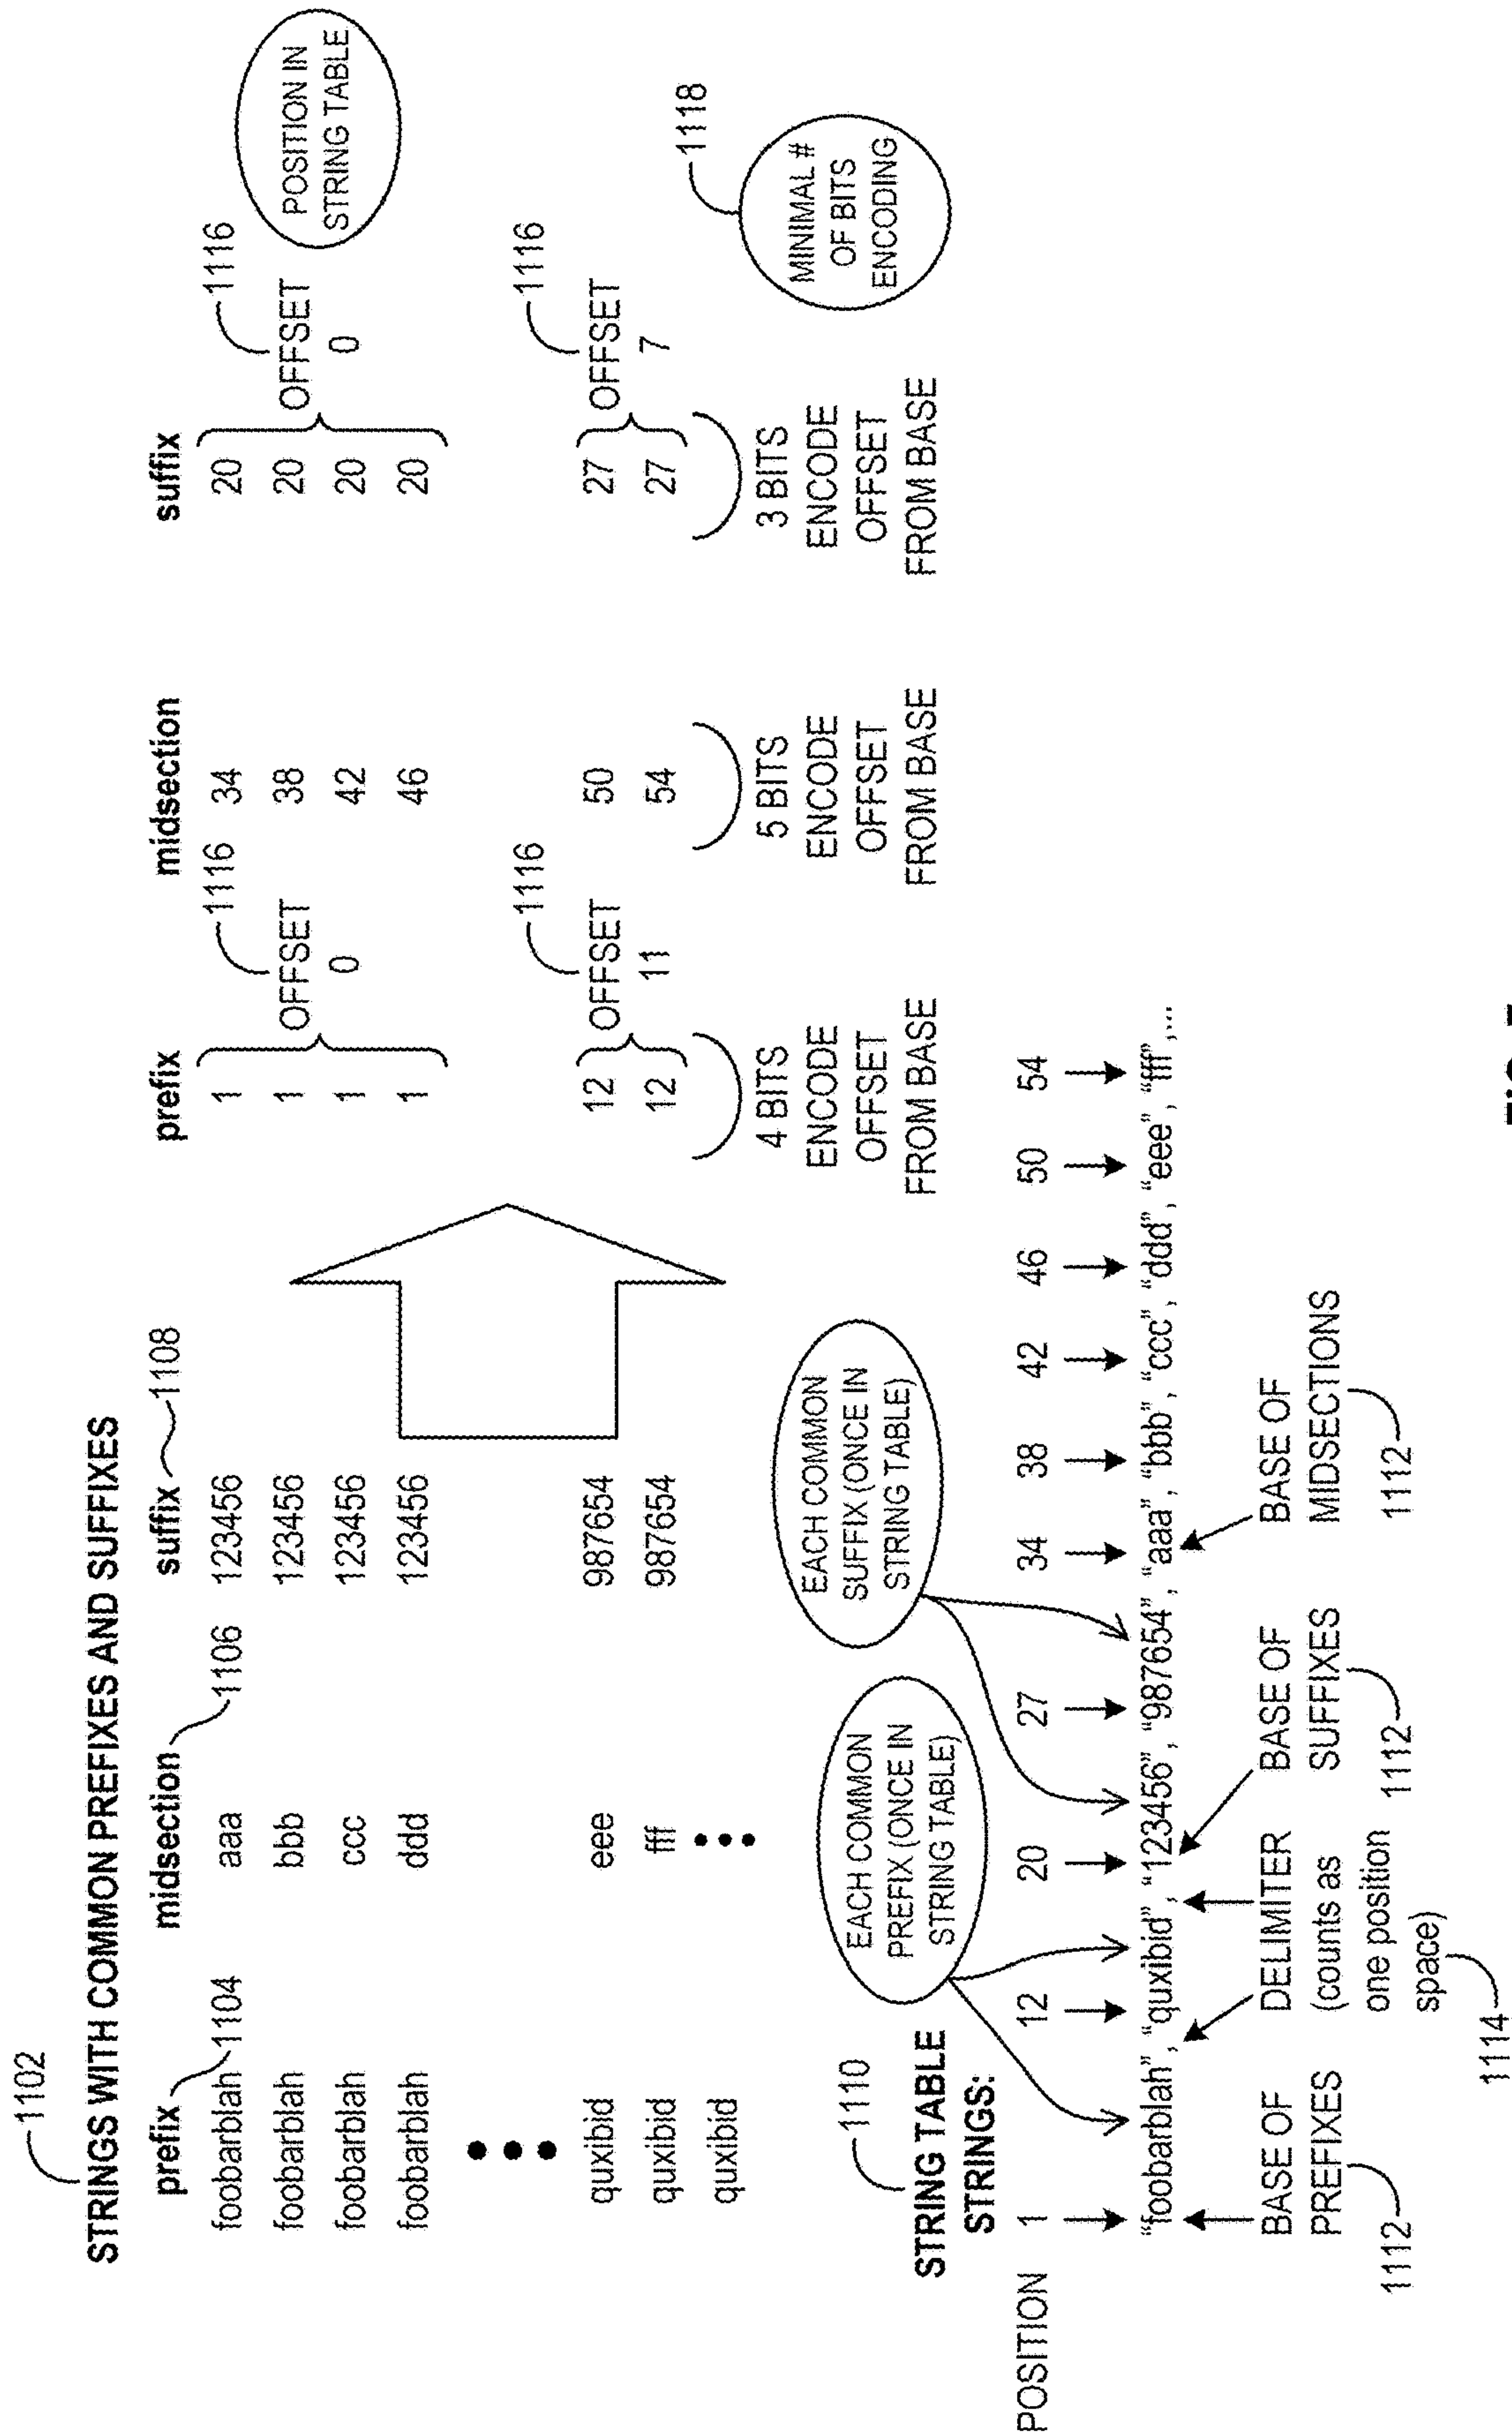 1102
STRINGS WITH COMMON PREFIXES AND SUFFIXES
prefix 1104 midsection 1106 suffix 1108
foobarblah aaa 123456
foobarblah bbb 123456
foobarblah ccc 123456
foobarblah ddd 123456
quxibid eee 987654
quxibid fff 987654
quxibid
prefix midsection suffix
1 34 20
1 38 20
1 42 20
1 46 20
12 50 27
12 54 27
OFFSET 1116
0
OFFSET 1116
11
OFFSET 1116
0
OFFSET 1116
7
POSITION IN
STRING TABLE
4 BITS
ENCODE
OFFSET
FROM BASE
5 BITS
ENCODE
OFFSET
FROM BASE
3 BITS
ENCODE
OFFSET
FROM BASE
1118
MINIMAL #
OF BITS
ENCODING
1110
STRING TABLE
STRINGS:
EACH COMMON
PREFIX (ONCE IN
STRING TABLE)
EACH COMMON
SUFFIX (ONCE IN
STRING TABLE)
POSITION 1 12 20 27 34 38 42 46 50 54
“foobarblah”, “quxibid”, “123456”, “987654”, “aaa”, “bbb”, “ccc”, “ddd”, “eee”, “fff”,...
BASE OF
PREFIXES
1112
DELIMITER
(counts as
one position
space)
1114
BASE OF
SUFFIXES
1112
BASE OF
MIDSECTIONS
1112